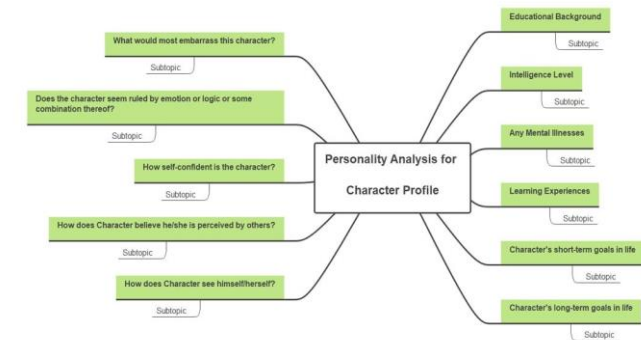 What would most embarrass this character?
Subtopic
Does the character seem ruled by emotion or logic or some
combination thereof?
Subtopic
How self-confident is the character?
Subtopic
How does Character believe he/she is perceived by others?
Subtopic
How does Character see himself/herself?
Subtopic
Personality Analysis for
Character Profile
Educational Background
Subtopic
Intelligence Level
Subtopic
Any Mental Illnesses
Subtopic
Learning Experiences
Subtopic
Character's short-term goals in life
Subtopic
Character's long-term goals in life
Subtopic